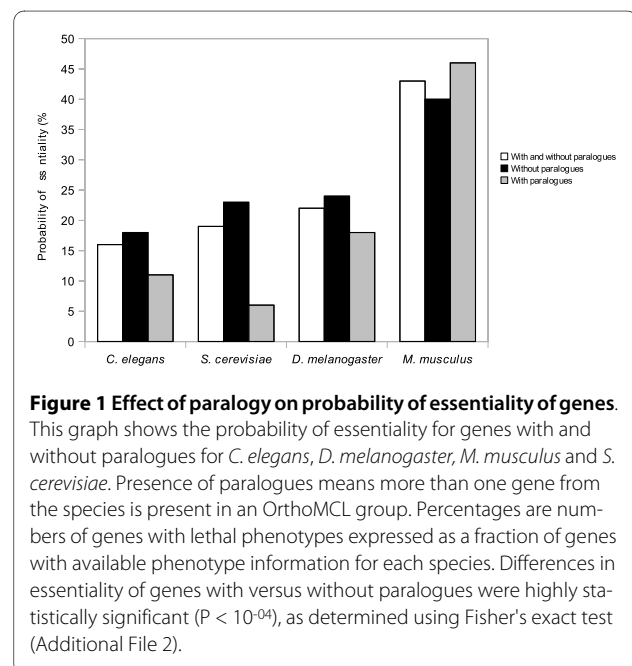 50
45
40
35
30
25
20
15
10
5
0
Probability of ss ntiality (%
With and without paralogues
Without paralogues
With paralogues
C. elegans
S. cerevisiae
D. melanogaster
M. musculus
Figure 1 Effect of paralogy on probability of essentiality of genes.
This graph shows the probability of essentiality for genes with and
without paralogues for C. elegans, D. melanogaster, M. musculus and S.
cerevisiae. Presence of paralogues means more than one gene from
the species is present in an OrthoMCL group. Percentages are num-
bers of genes with lethal phenotypes expressed as a fraction of genes
with available phenotype information for each species. Differences in
essentiality of genes with versus without paralogues were highly sta-
tistically significant (P < 10-04), as determined using Fisher's exact test
(Additional File 2).